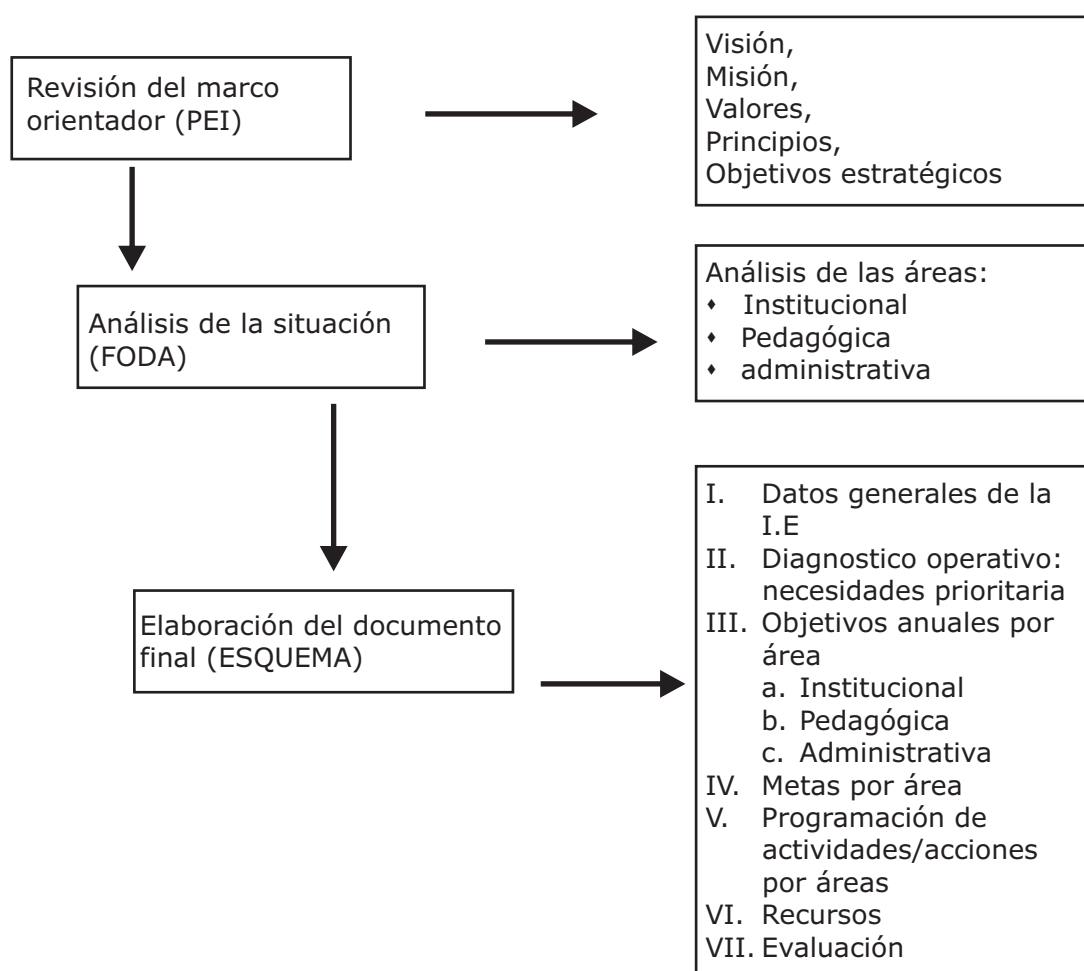 Revisión del marco
orientador (PEI)
Visión,
Misión,
Valores,
Principios,
Objetivos estratégicos
Análisis de la situación
(FODA)
Análisis de las áreas:
⬧ Institucional
⬧ Pedagógica
⬧ administrativa
Elaboración del documento
final (ESQUEMA)
I. Datos generales de la
I.E
II. Diagnostico operativo:
necesidades prioritaria
III. Objetivos anuales por
área
a. Institucional
b. Pedagógica
c. Administrativa
IV. Metas por área
V. Programación de
actividades/acciones
por áreas
VI. Recursos
VII. Evaluación